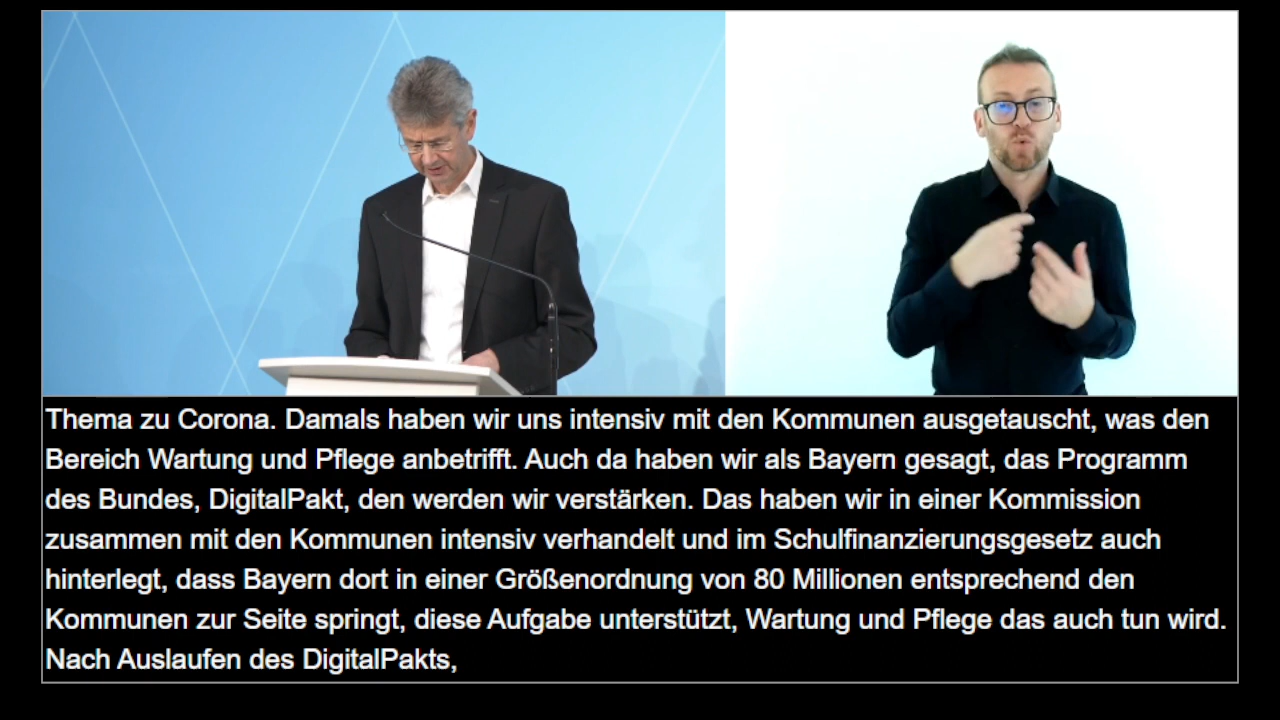 Thema zu Corona. Damals haben wir uns intensiv mit den Kommunen ausgetauscht, was den
Bereich Wartung und Pflege anbetrifft. Auch da haben wir als Bayern gesagt, das Programm
des Bundes, DigitalPakt, den werden wir verstärken. Das haben wir in einer Kommission
zusammen mit den Kommunen intensiv verhandelt und im Schulfinanzierungsgesetz auch
hinterlegt, dass Bayern dort in einer Größenordnung von 80 Millionen entsprechend den
Kommunen zur Seite springt, diese Aufgabe unterstützt, Wartung und Pflege das auch tun wird.
Nach Auslaufen des DigitalPakts,